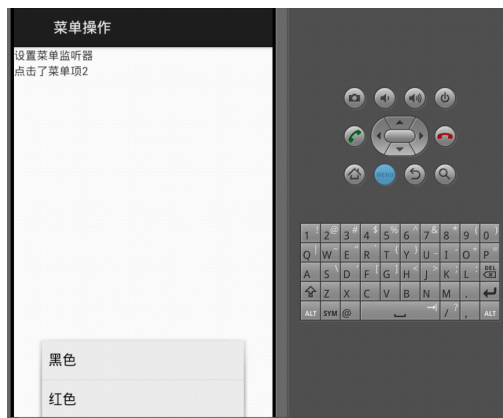 菜单操作
设置菜单监听器
点击了菜单项2
黑色
红色
MENU
1 ! 2 @ 3 # 4 $ 5 % 6 ^ 7 & 8 * 9 ( 0 )
Q W E R T Y U I O P
A S D F G H J K L DEL
Z X C V B N M .
ALT SYM @ / ? , ALT